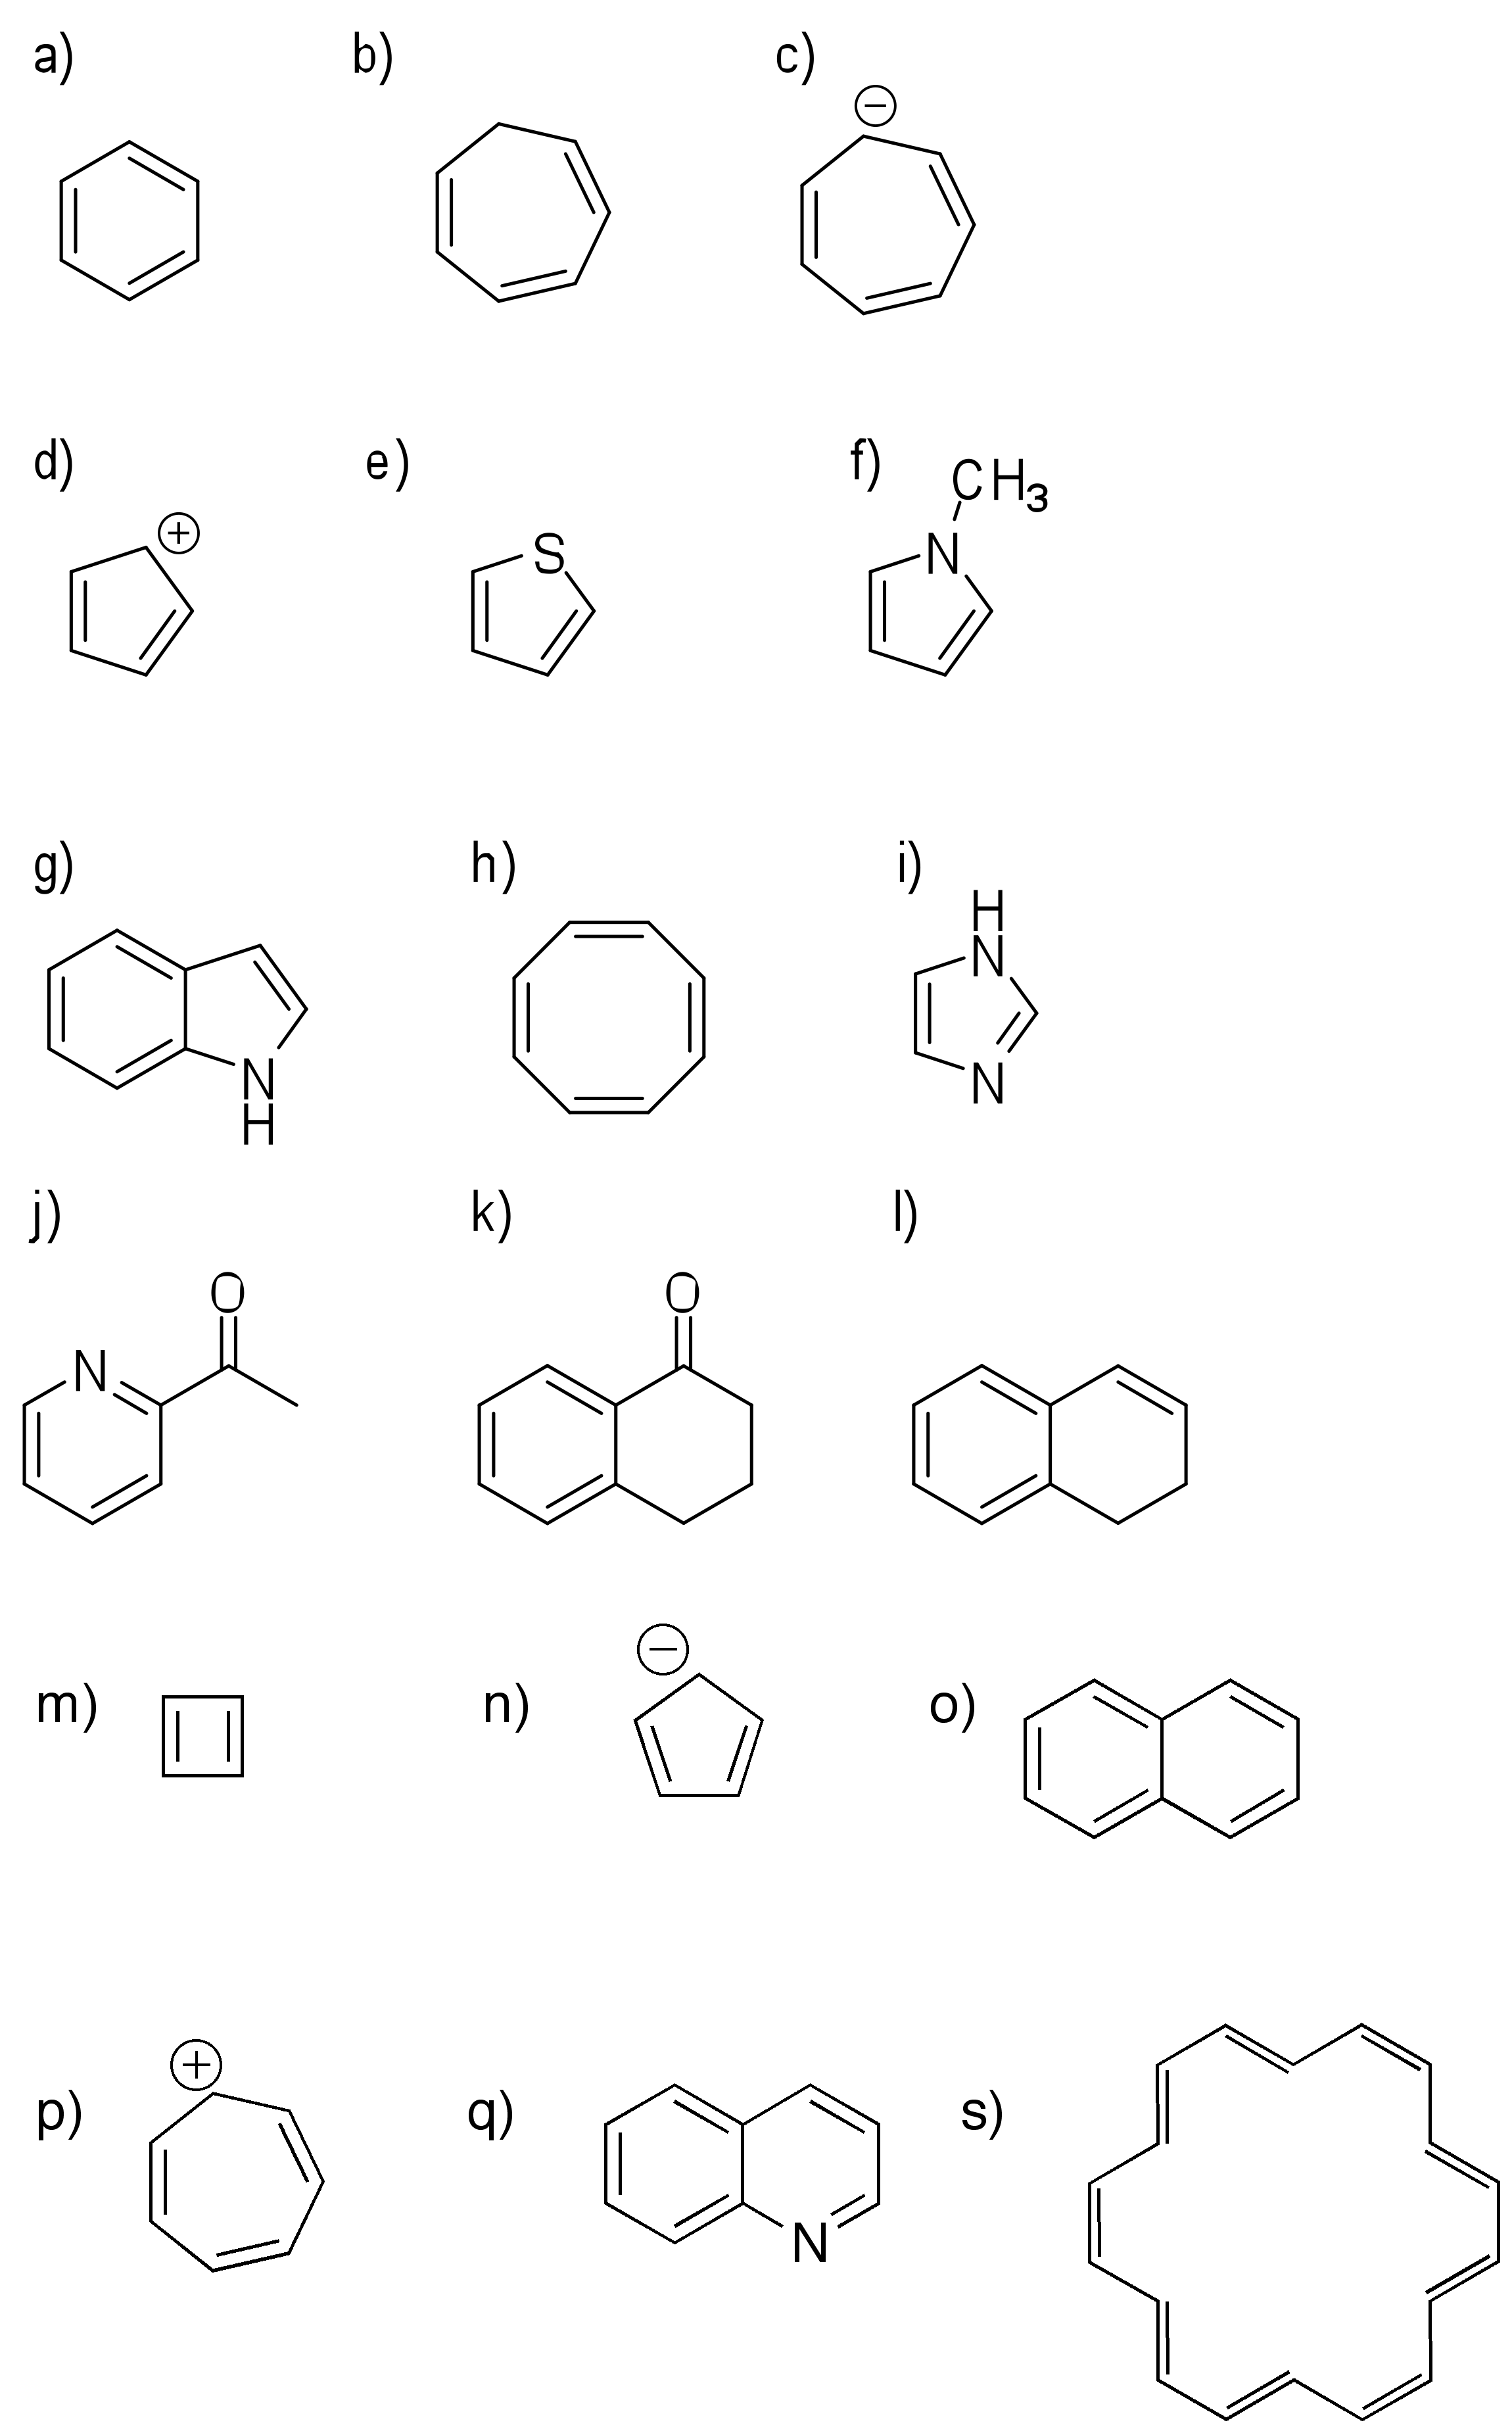 a) b) c)
⊖
d) e) f)
CH3
⊕ S N
g) h) i)
H
N
N
H N
j) k) l)
O O
N
⊖
m) n) o)
⊕
p) q) s)
N